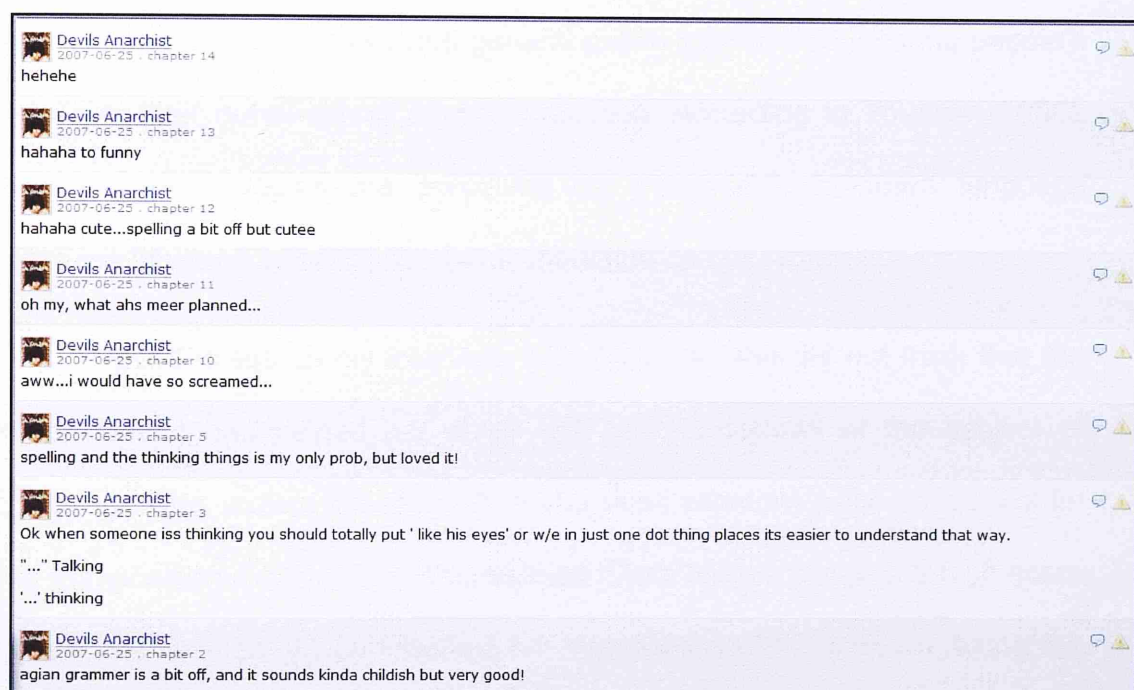 Devils Anarchist
2007-06-25 . chapter 14
hehehe
Devils Anarchist
2007-06-25 . chapter 13
hahaha to funny
Devils Anarchist
2007-06-25 . chapter 12
hahaha cute...spelling a bit off but cutee
Devils Anarchist
2007-06-25 . chapter 11
oh my, what ahs meer planned...
Devils Anarchist
2007-06-25 . chapter 10
aww...i would have so screamed...
Devils Anarchist
2007-06-25 . chapter 5
spelling and the thinking things is my only prob, but loved it!
Devils Anarchist
2007-06-25 . chapter 3
Ok when someone iss thinking you should totally put ' like his eyes' or w/e in just one dot thing places its easier to understand that way.
"..." Talking
'...' thinking
Devils Anarchist
2007-06-25 . chapter 2
agian grammer is a bit off, and it sounds kinda childish but very good!